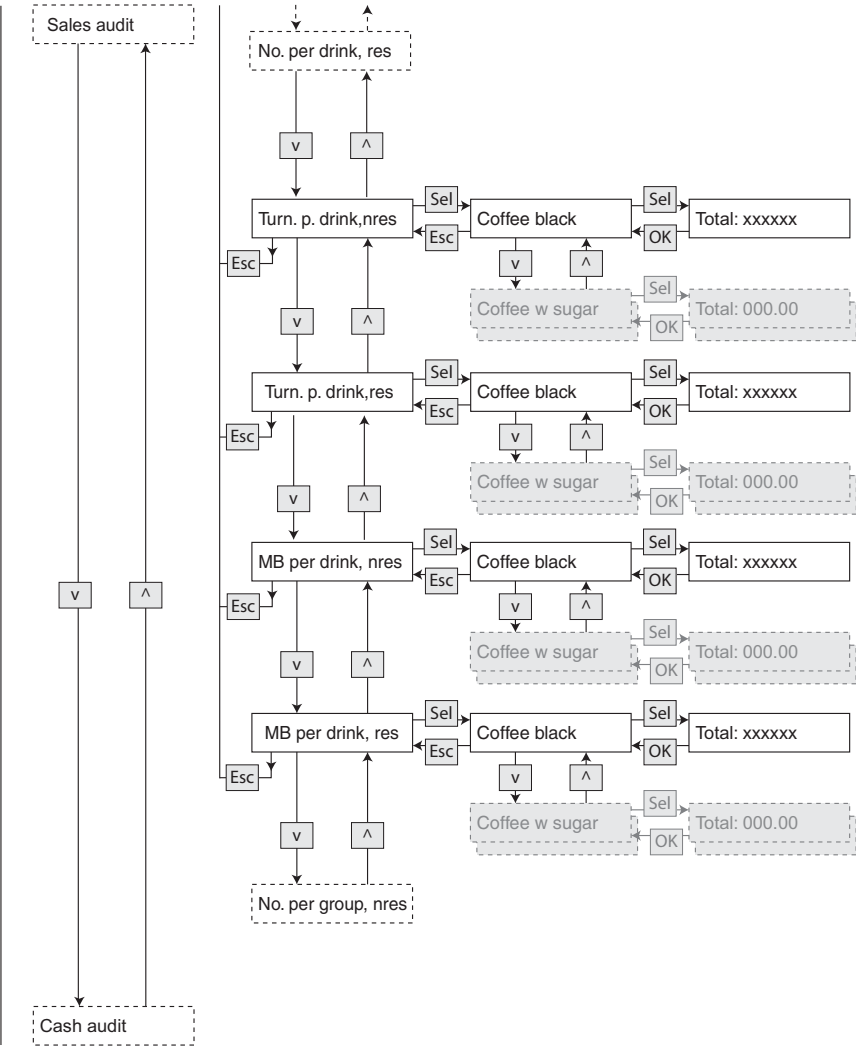 Sales audit
No. per drink, res
v ^
Turn. p. drink,nres Sel Coffee black Sel Total: xxxxxx
Esc OK
Esc v ^
Coffee w sugar Sel Total: 000.00
OK
v ^
Turn. p. drink,res Sel Coffee black Sel Total: xxxxxx
Esc OK
Esc v ^
Coffee w sugar Sel Total: 000.00
OK
v ^
MB per drink, nres Sel Coffee black Sel Total: xxxxxx
Esc OK
v ^ Esc v ^
Coffee w sugar Sel Total: 000.00
OK
v ^
MB per drink, res Sel Coffee black Sel Total: xxxxxx
Esc OK
Esc v ^
Coffee w sugar Sel Total: 000.00
OK
v ^
No. per group, nres
Cash audit